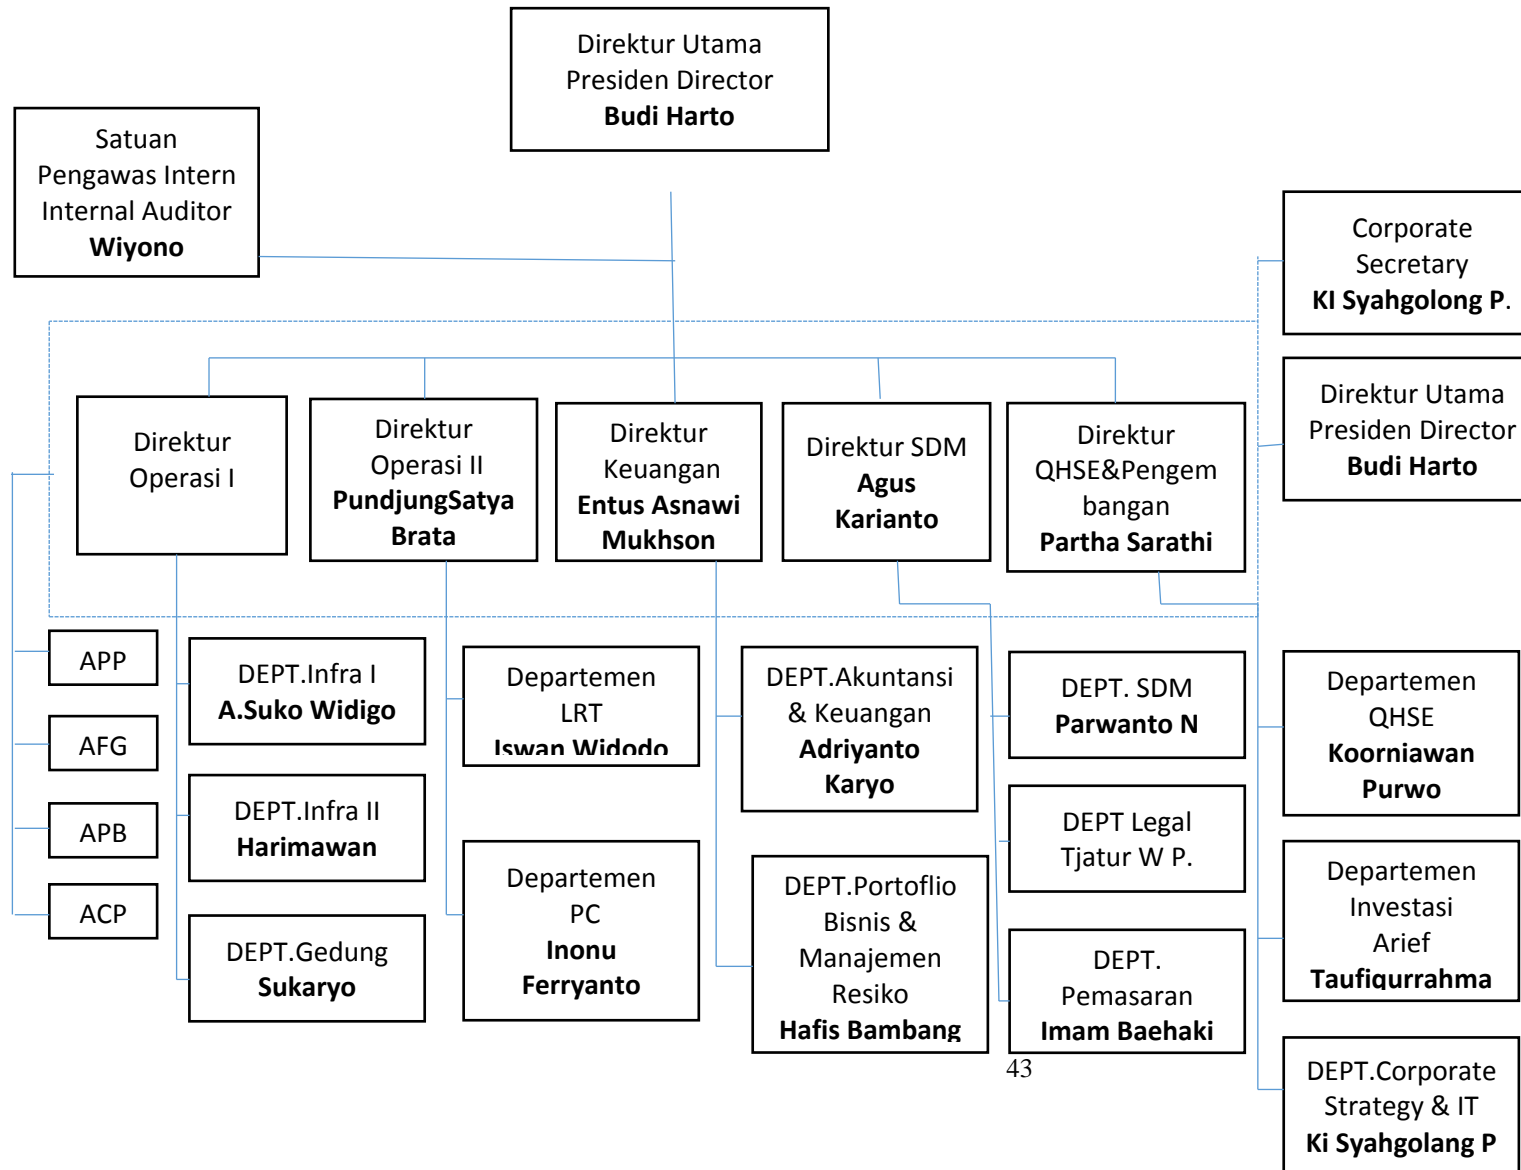 Direktur Utama
Presiden Director
Budi Harto
Satuan
Pengawas Intern
Internal Auditor
Wiyono
Corporate
Secretary
KI Syahgolong P.
Direktur Utama
Presiden Director
Budi Harto
Direktur
Operasi I
Direktur
Operasi II
PundjungSatya
Brata
Direktur
Keuangan
Entus Asnawi
Mukhson
Direktur SDM
Agus
Karianto
Direktur
QHSE&Pengem
bangan
Partha Sarathi
APP
AFG
APB
ACP
DEPT.Infra I
A.Suko Widigo
DEPT.Infra II
Harimawan
DEPT.Gedung
Sukaryo
Departemen
LRT
Iswan Widodo
Departemen
PC
Inonu
Ferryanto
DEPT.Akuntansi
& Keuangan
Adriyanto
Karyo
DEPT.Portoflio
Bisnis &
Manajemen
Resiko
Hafis Bambang
DEPT. SDM
Parwanto N
DEPT Legal
Tjatur W P.
DEPT.
Pemasaran
Imam Baehaki
Departemen
QHSE
Koorniawan
Purwo
Departemen
Investasi
Arief
Taufiqurrahma
DEPT.Corporate
Strategy & IT
Ki Syahgolang P
43